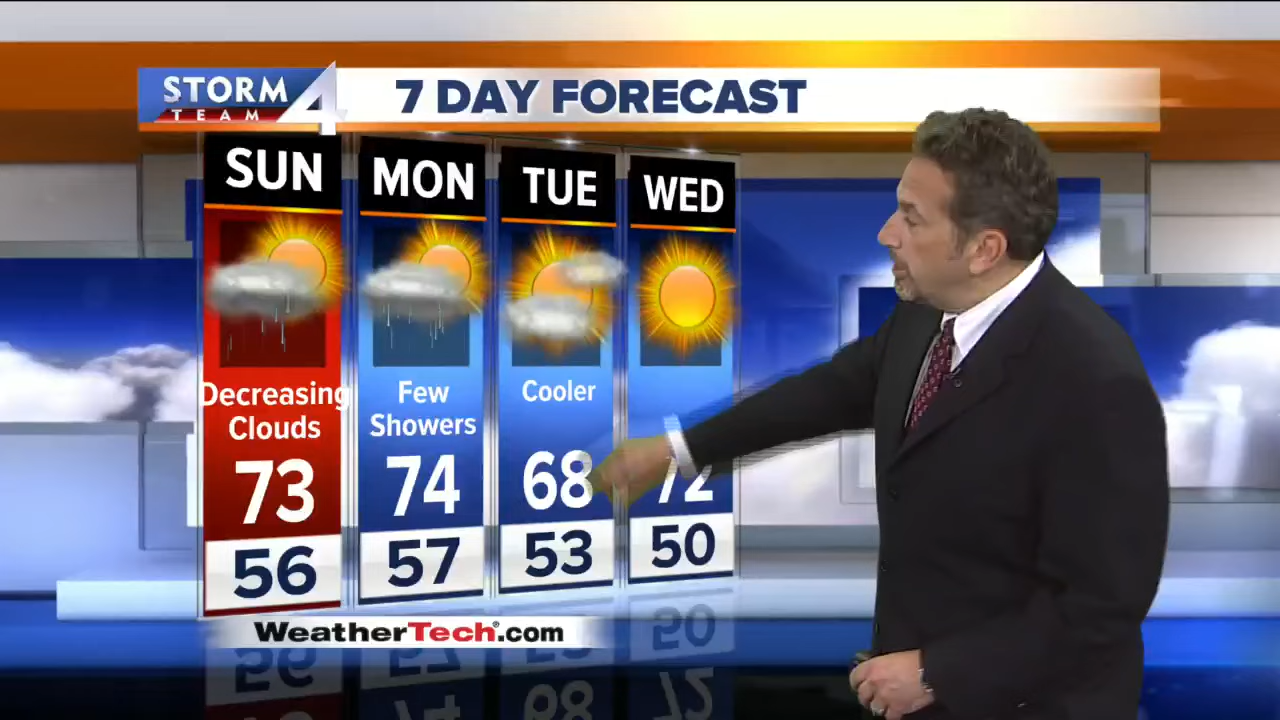 STORM
TEAM
4
7 DAY FORECAST
SUN
Decreasing
Clouds
73
56
MON
Few
Showers
74
57
TUE
Cooler
68
53
WED
72
50
WeatherTech®.com